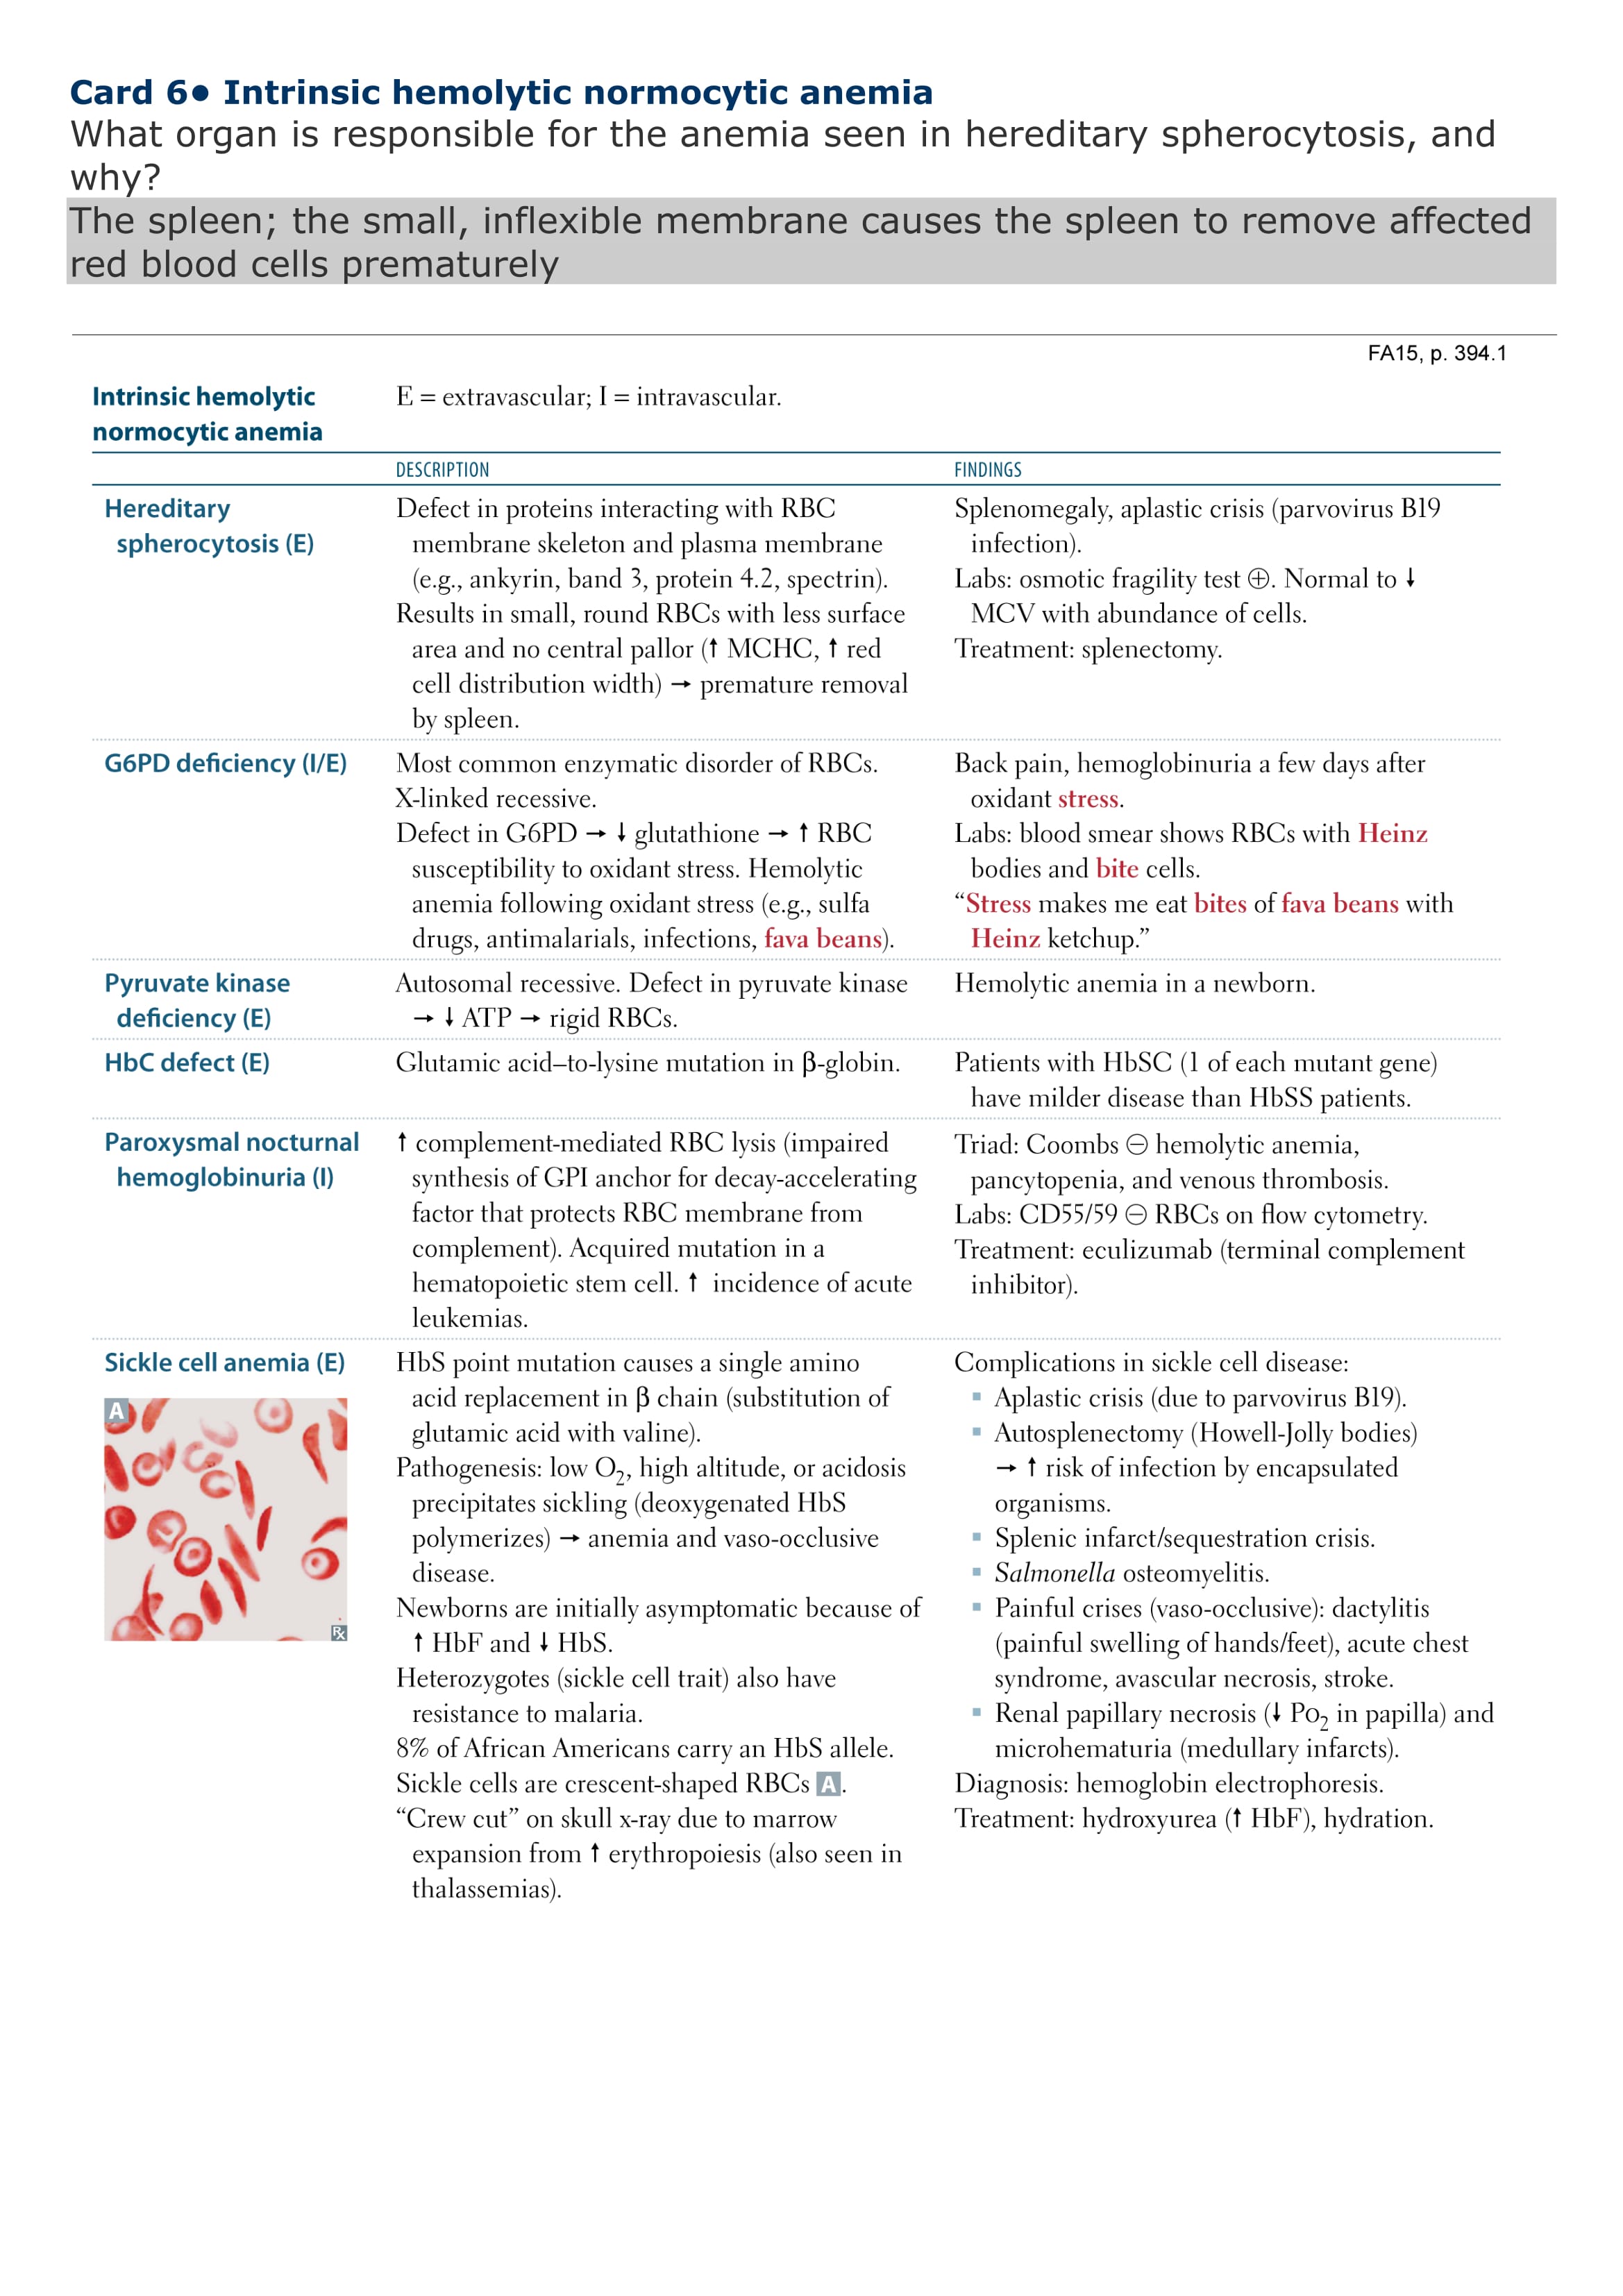 Card 6● Intrinsic hemolytic normocytic anemia
What organ is responsible for the anemia seen in hereditary spherocytosis, and
why?
The spleen; the small, inflexible membrane causes the spleen to remove affected
red blood cells prematurely
FA15, p. 394.1
Intrinsic hemolytic
normocytic anemia
E = extravascular; I = intravascular.
DESCRIPTION
FINDINGS
Hereditary
spherocytosis (E)
Defect in proteins interacting with RBC
membrane skeleton and plasma membrane
(e.g., ankyrin, band 3, protein 4.2, spectrin).
Results in small, round RBCs with less surface
area and no central pallor (↑ MCHC, ↑ red
cell distribution width) → premature removal
by spleen.
Splenomegaly, aplastic crisis (parvovirus B19
infection).
Labs: osmotic fragility test ⊕. Normal to ↓
MCV with abundance of cells.
Treatment: splenectomy.
G6PD deficiency (I/E)
Most common enzymatic disorder of RBCs.
X-linked recessive.
Defect in G6PD → ↓ glutathione → ↑ RBC
susceptibility to oxidant stress. Hemolytic
anemia following oxidant stress (e.g., sulfa
drugs, antimalarials, infections, fava beans).
Back pain, hemoglobinuria a few days after
oxidant stress.
Labs: blood smear shows RBCs with Heinz
bodies and bite cells.
“Stress makes me eat bites of fava beans with
Heinz ketchup.”
Pyruvate kinase
deficiency (E)
Autosomal recessive. Defect in pyruvate kinase
→ ↓ ATP → rigid RBCs.
Hemolytic anemia in a newborn.
HbC defect (E)
Glutamic acid–to-lysine mutation in β-globin.
Patients with HbSC (1 of each mutant gene)
have milder disease than HbSS patients.
Paroxysmal nocturnal
hemoglobinuria (I)
↑ complement-mediated RBC lysis (impaired
synthesis of GPI anchor for decay-accelerating
factor that protects RBC membrane from
complement). Acquired mutation in a
hematopoietic stem cell. ↑ incidence of acute
leukemias.
Triad: Coombs ⊖ hemolytic anemia,
pancytopenia, and venous thrombosis.
Labs: CD55/59 ⊖ RBCs on flow cytometry.
Treatment: eculizumab (terminal complement
inhibitor).
Sickle cell anemia (E)
A
℞
HbS point mutation causes a single amino
acid replacement in β chain (substitution of
glutamic acid with valine).
Pathogenesis: low O₂, high altitude, or acidosis
precipitates sickling (deoxygenated HbS
polymerizes) → anemia and vaso-occlusive
disease.
Newborns are initially asymptomatic because of
↑ HbF and ↓ HbS.
Heterozygotes (sickle cell trait) also have
resistance to malaria.
8% of African Americans carry an HbS allele.
Sickle cells are crescent-shaped RBCs A.
“Crew cut” on skull x-ray due to marrow
expansion from ↑ erythropoiesis (also seen in
thalassemias).
Complications in sickle cell disease:
▪ Aplastic crisis (due to parvovirus B19).
▪ Autosplenectomy (Howell-Jolly bodies)
→ ↑ risk of infection by encapsulated
organisms.
▪ Splenic infarct/sequestration crisis.
▪ Salmonella osteomyelitis.
▪ Painful crises (vaso-occlusive): dactylitis
(painful swelling of hands/feet), acute chest
syndrome, avascular necrosis, stroke.
▪ Renal papillary necrosis (↓ Po₂ in papilla) and
microhematuria (medullary infarcts).
Diagnosis: hemoglobin electrophoresis.
Treatment: hydroxyurea (↑ HbF), hydration.